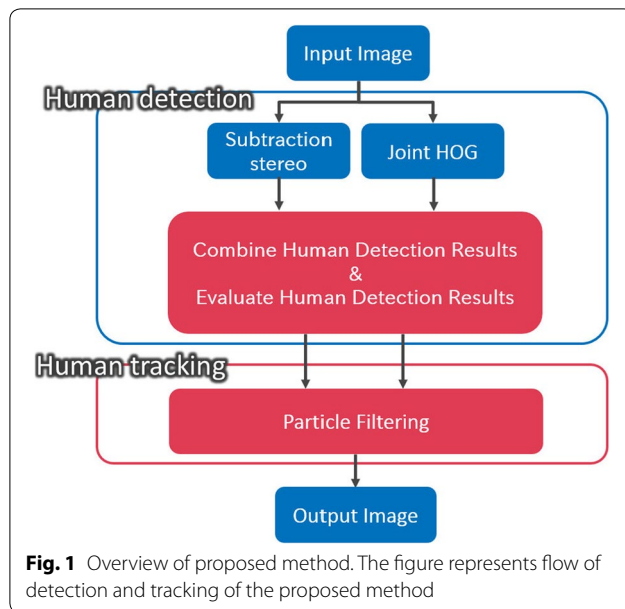 Input Image
Human detection
Subtraction
stereo
Joint HOG
Combine Human Detection Results
&
Evaluate Human Detection Results
Human tracking
Particle Filtering
Output Image
Fig. 1 Overview of proposed method. The figure represents flow of
detection and tracking of the proposed method